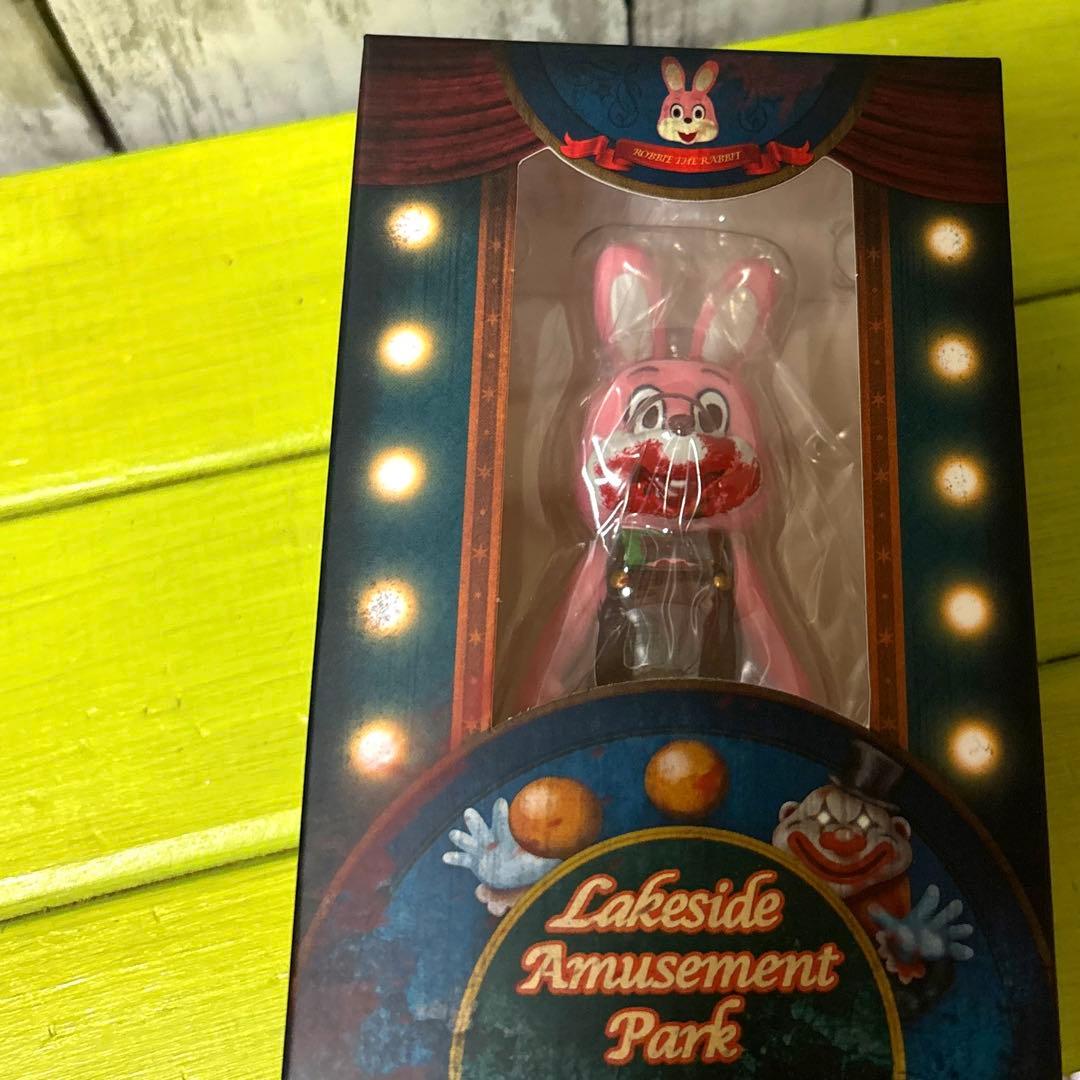 ROBBIE THE RABBIT
Lakeside
Amusement
Park